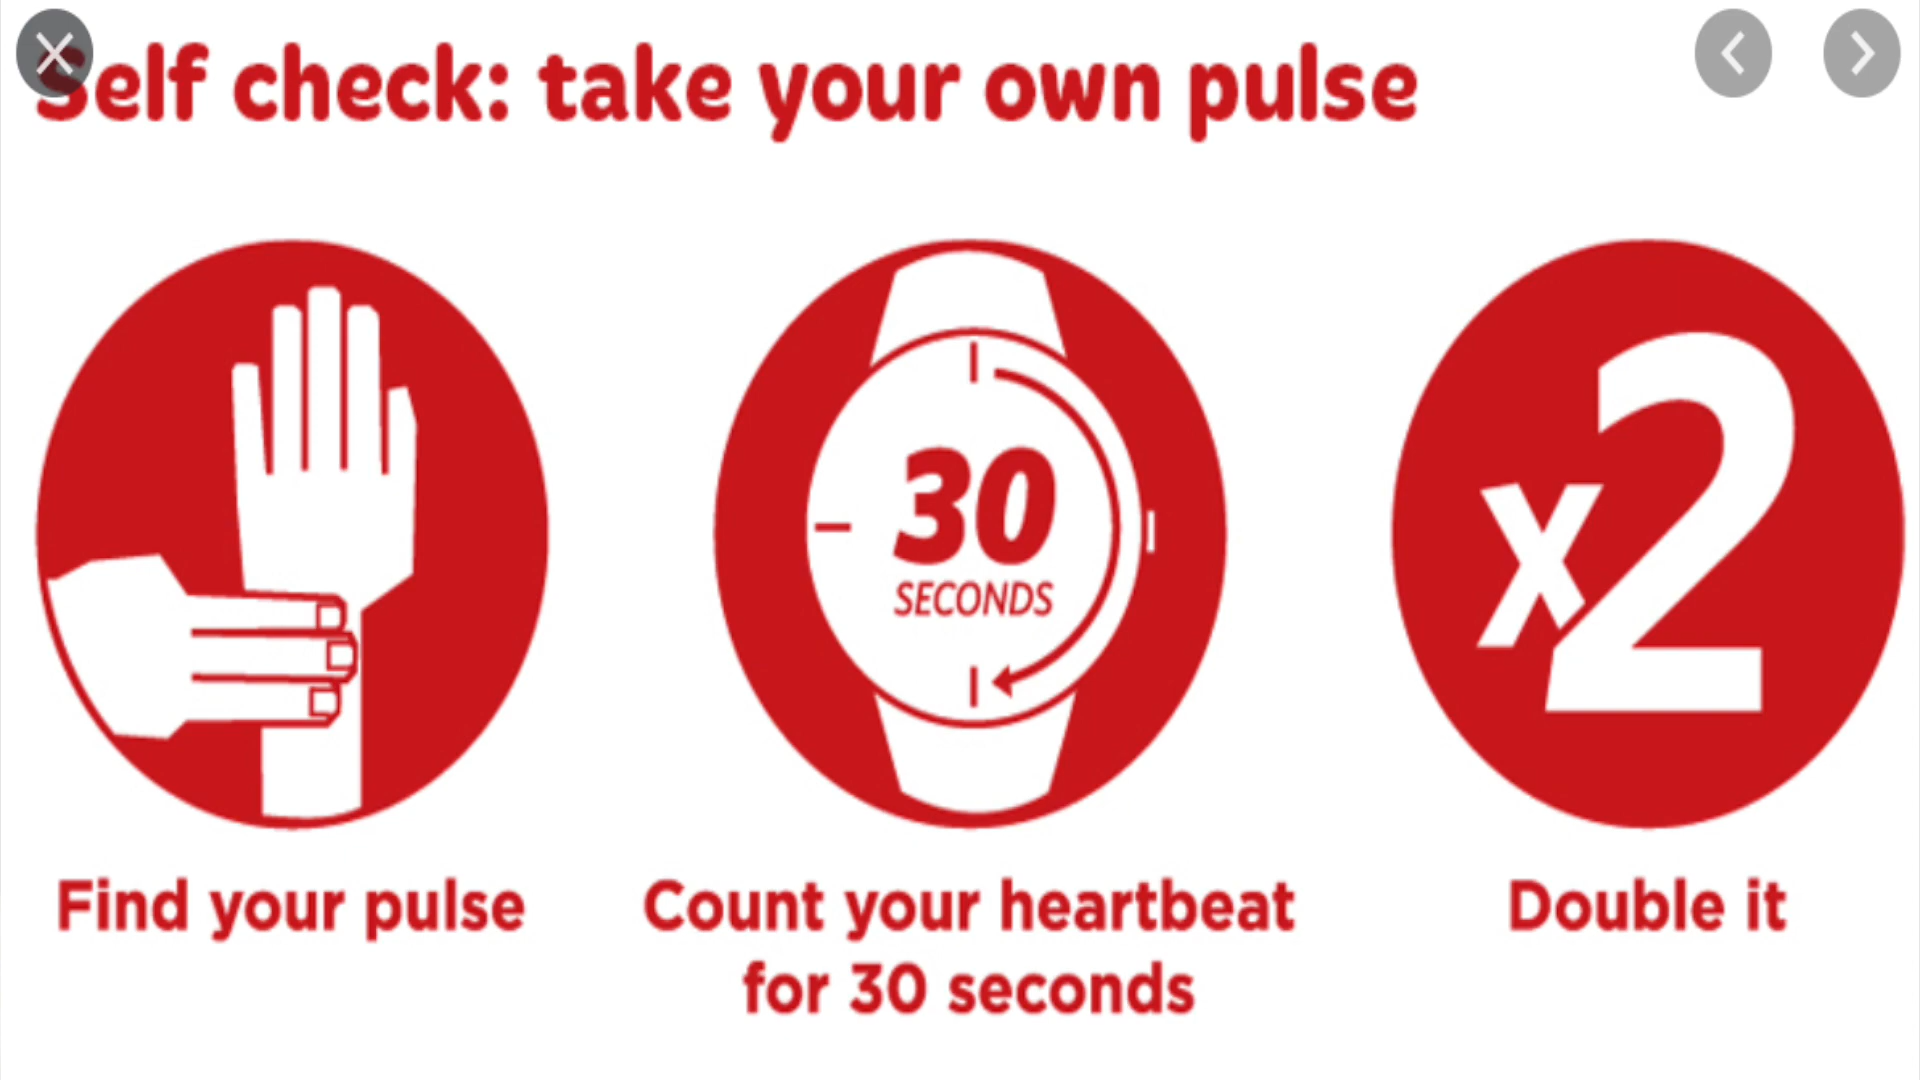 Self check: take your own pulse
30
SECONDS
x2
Find your pulse
Count your heartbeat
for 30 seconds
Double it